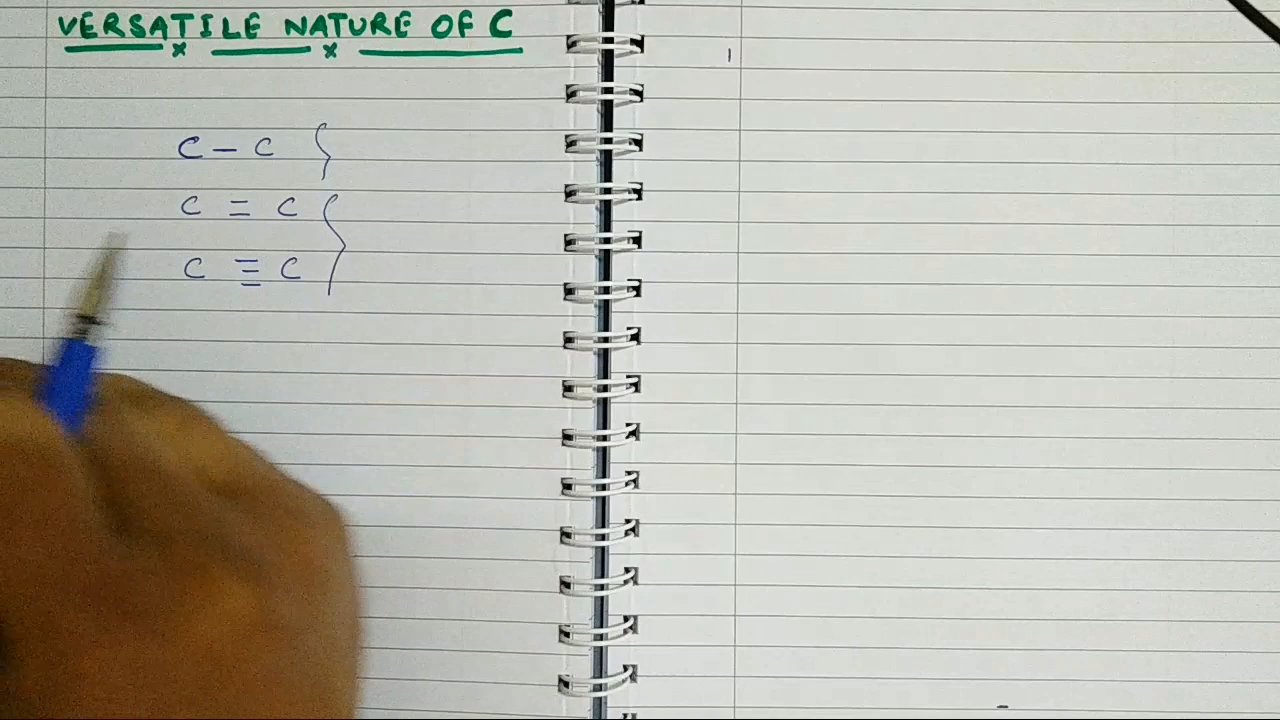 VERSATILE NATURE OF C
C - C }
C = C }
C ≡ C